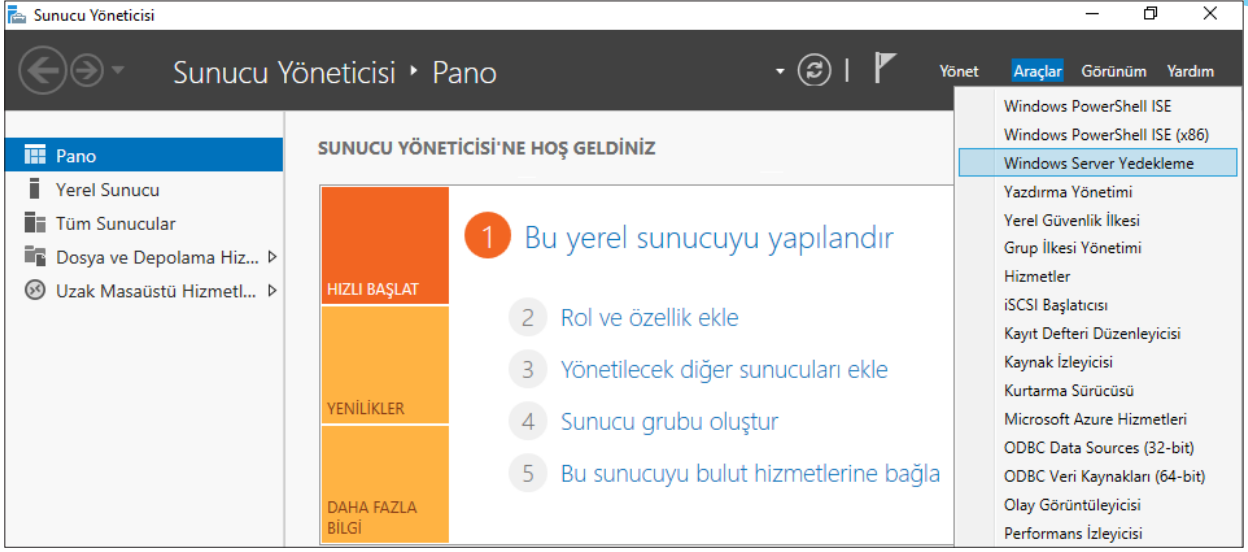 Sunucu Yöneticisi
Sunucu Yöneticisi Pano
Yönet Araçlar Görünüm Yardım
Pano
Yerel Sunucu
Tüm Sunucular
Dosya ve Depolama Hiz...
Uzak Masaüstü Hizmetl...
SUNUCU YÖNETİCİSİ'NE HOŞ GELDİNİZ
HIZLI BAŞLAT
YENİLİKLER
DAHA FAZLA
BİLGİ
1 Bu yerel sunucuyu yapılandır
2 Rol ve özellik ekle
3 Yönetilecek diğer sunucuları ekle
4 Sunucu grubu oluştur
5 Bu sunucuyu bulut hizmetlerine bağla
Windows PowerShell ISE
Windows PowerShell ISE (x86)
Windows Server Yedekleme
Yazdırma Yönetimi
Yerel Güvenlik İlkesi
Grup İlkesi Yönetimi
Hizmetler
iSCSI Başlatıcısı
Kayıt Defteri Düzenleyicisi
Kaynak İzleyicisi
Kurtarma Sürücüsü
Microsoft Azure Hizmetleri
ODBC Data Sources (32-bit)
ODBC Veri Kaynakları (64-bit)
Olay Görüntüleyicisi
Performans İzleyicisi